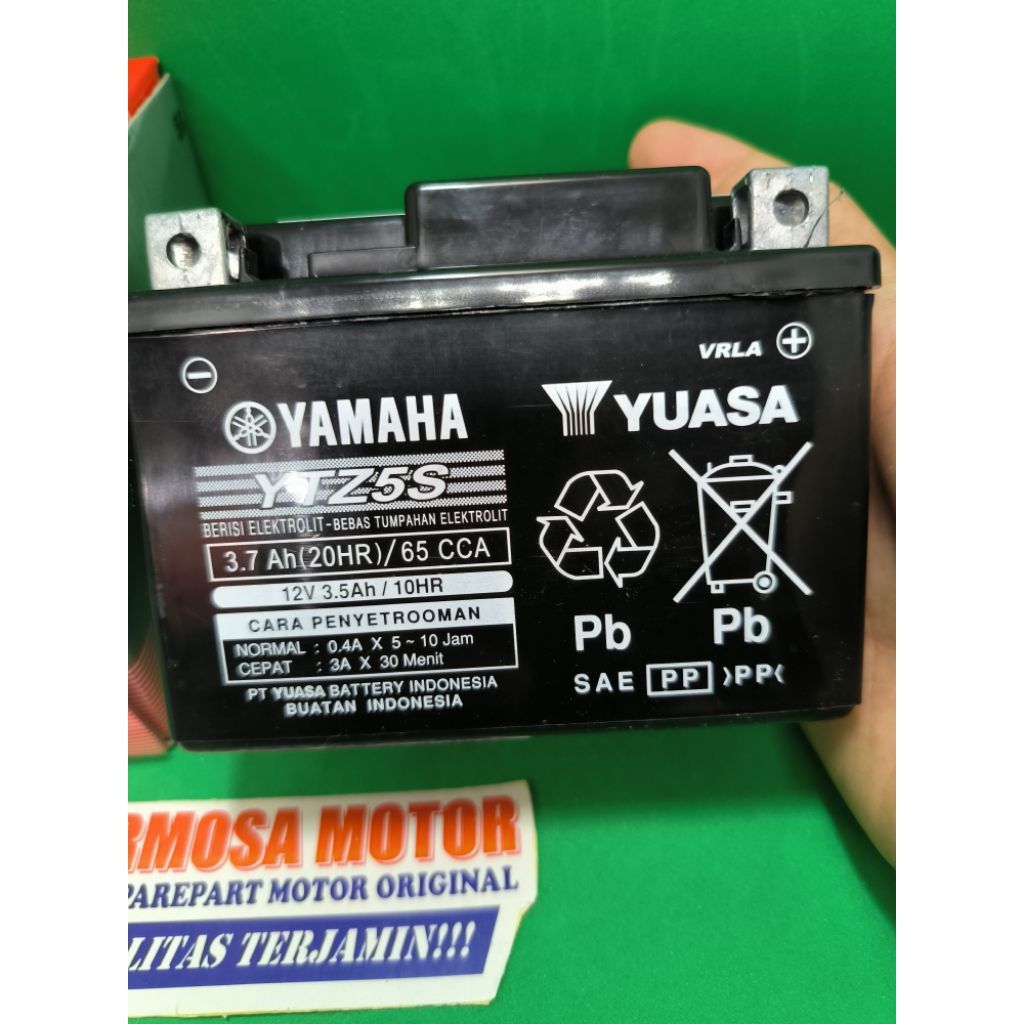 VRLA +
-
YAMAHA
YUASA
YTZ5S
BERISI ELEKTROLIT-BEBAS TUMPAHAN ELEKTROLIT
3.7 Ah(20HR)/65 CCA
12V 3.5Ah / 10HR
CARA PENYETROOMAN
NORMAL : 0.4A X 5 ~ 10 Jam
CEPAT : 3A X 30 Menit
PT YUASA BATTERY INDONESIA
BUATAN INDONESIA
Pb
Pb
SAE PP >PP<
RMOSA MOTOR
PAREPART MOTOR ORIGINAL
LITAS TERJAMIN!!!